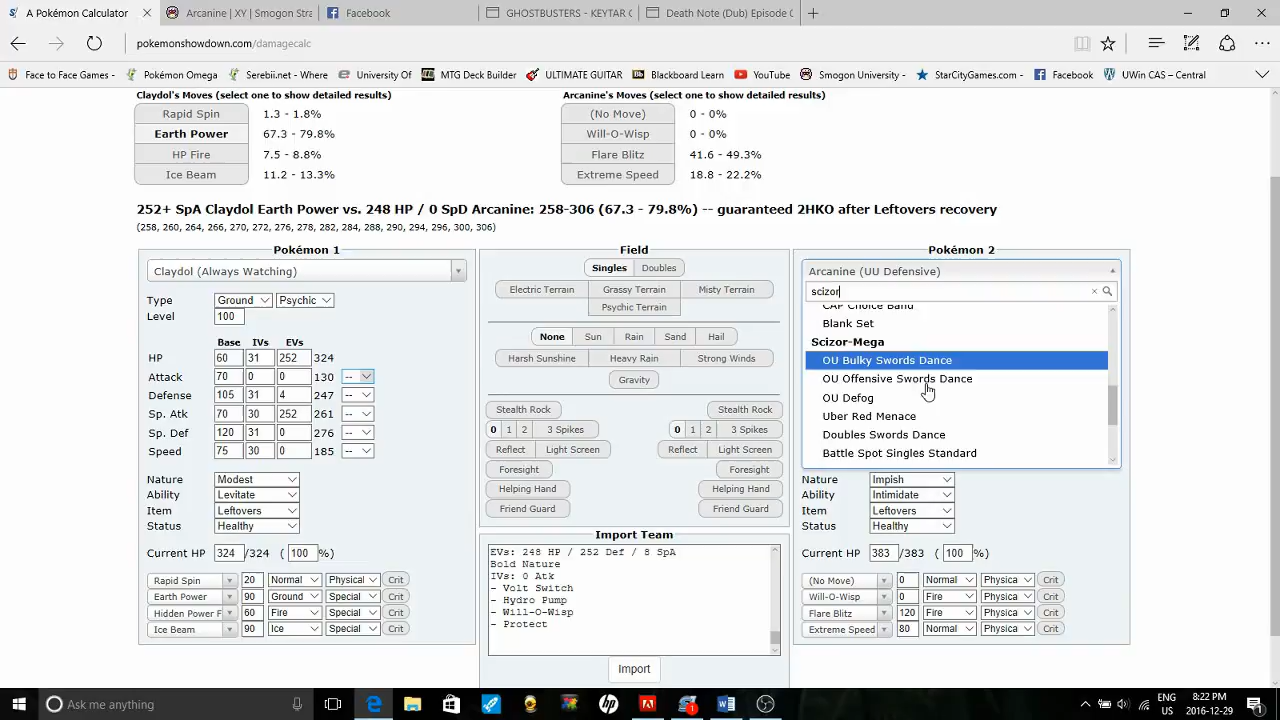 A Pokémon Calculator
Arcanine | XY | Smogon Stra
Facebook
GHOSTBUSTERS - KEYTAR C
Death Note (Dub) Episode C
pokemonshowdown.com/damagecalc
Face to Face Games -
Pokémon Omega
Serebii.net - Where
University Of
MTG Deck Builder
ULTIMATE GUITAR
Blackboard Learn
YouTube
Smogon University -
StarCityGames.com -
Facebook
UWin CAS – Central
Claydol's Moves (select one to show detailed results)
Rapid Spin 1.3 - 1.8%
Earth Power 67.3 - 79.8%
HP Fire 7.5 - 8.8%
Ice Beam 11.2 - 13.3%
Arcanine's Moves (select one to show detailed results)
(No Move) 0 - 0%
Will-O-Wisp 0 - 0%
Flare Blitz 41.6 - 49.3%
Extreme Speed 18.8 - 22.2%
252+ SpA Claydol Earth Power vs. 248 HP / 0 SpD Arcanine: 258-306 (67.3 - 79.8%) -- guaranteed 2HKO after Leftovers recovery
(258, 260, 264, 266, 270, 272, 276, 278, 282, 284, 288, 290, 294, 296, 300, 306)
Pokémon 1
Claydol (Always Watching)
Type Ground Psychic
Level 100
Base IVs EVs
HP 60 31 252 324
Attack 70 0 0 130 --
Defense 105 31 4 247 --
Sp. Atk 70 30 252 261 --
Sp. Def 120 31 0 276 --
Speed 75 30 0 185 --
Nature Modest
Ability Levitate
Item Leftovers
Status Healthy
Current HP 324 /324 ( 100 %)
Rapid Spin 20 Normal Physical Crit
Earth Power 90 Ground Special Crit
Hidden Power F 60 Fire Special Crit
Ice Beam 90 Ice Special Crit
Field
Singles Doubles
Electric Terrain Grassy Terrain Misty Terrain
Psychic Terrain
None Sun Rain Sand Hail
Harsh Sunshine Heavy Rain Strong Winds
Gravity
Stealth Rock Stealth Rock
0 1 2 3 Spikes 0 1 2 3 Spikes
Reflect Light Screen Reflect Light Screen
Foresight Foresight
Helping Hand Helping Hand
Friend Guard Friend Guard
Import Team
EVs: 248 HP / 252 Def / 8 SpA
Bold Nature
IVs: 0 Atk
- Volt Switch
- Hydro Pump
- Will-O-Wisp
- Protect
Import
Pokémon 2
Arcanine (UU Defensive)
scizor
CAP Choice Band
Blank Set
Scizor-Mega
OU Bulky Swords Dance
OU Offensive Swords Dance
OU Defog
Uber Red Menace
Doubles Swords Dance
Battle Spot Singles Standard
Nature Impish
Ability Intimidate
Item Leftovers
Status Healthy
Current HP 383 /383 ( 100 %)
(No Move) 0 Normal Physica Crit
Will-O-Wisp 0 Fire Physica Crit
Flare Blitz 120 Fire Physica Crit
Extreme Speed 80 Normal Physica Crit
Ask me anything
1
ENG
US
8:22 PM
2016-12-29